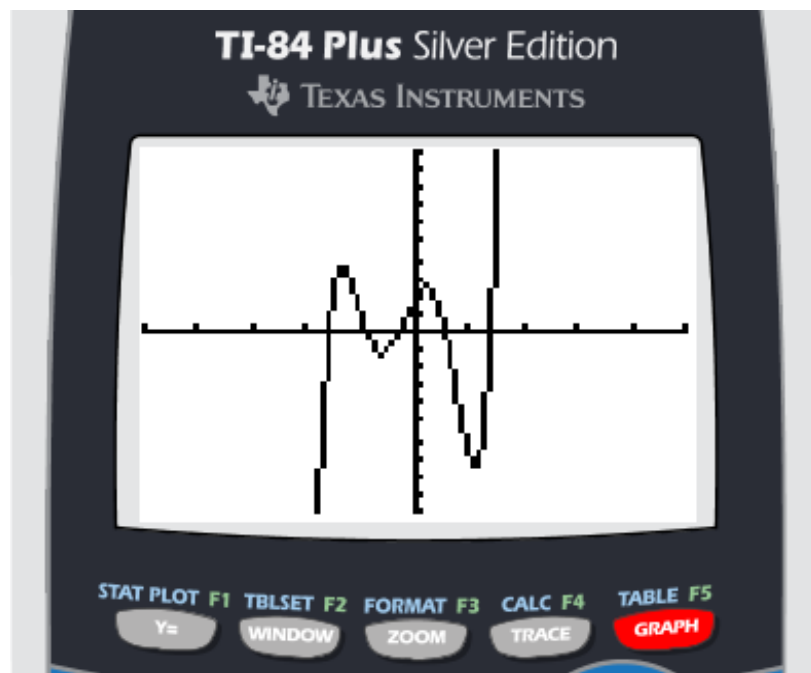 TI-84 Plus Silver Edition
TEXAS INSTRUMENTS
STAT PLOT F1 TBLSET F2 FORMAT F3 CALC F4 TABLE F5
Y= WINDOW ZOOM TRACE GRAPH